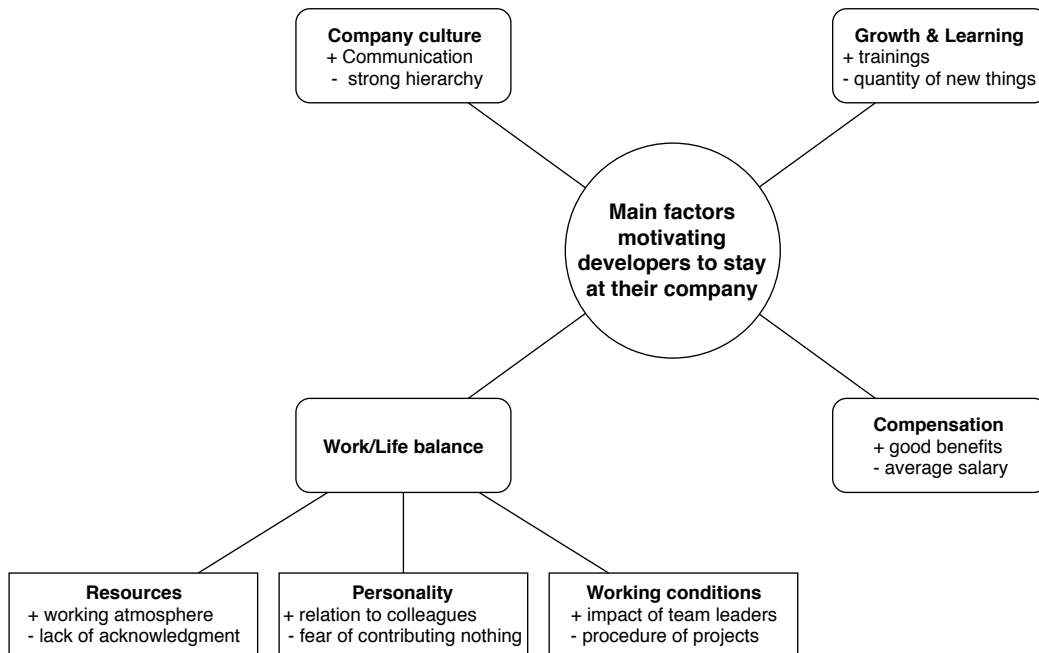 Company culture
+ Communication
- strong hierarchy
Growth & Learning
+ trainings
- quantity of new things
Main factors
motivating
developers to stay
at their company
Work/Life balance
Compensation
+ good benefits
- average salary
Resources
+ working atmosphere
- lack of acknowledgment
Personality
+ relation to colleagues
- fear of contributing nothing
Working conditions
+ impact of team leaders
- procedure of projects